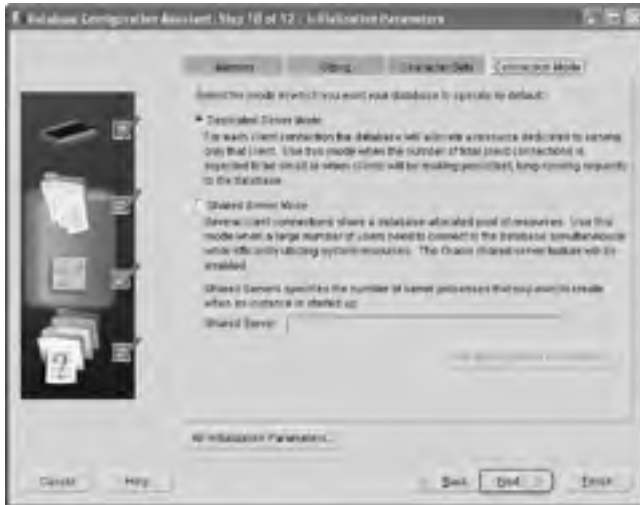 Database Configuration Assistant, Step 10 of 12 : Initialization Parameters
Memory Sizing Character Sets Connection Mode
Select the mode in which you want your database to operate by default:
Dedicated Server Mode
For each client connection the database will allocate a resource dedicated to serving
only that client. Use this mode when the number of total client connections is
expected to be small or when clients will be making persistent, long-running requests
to the database.
Shared Server Mode
Several client connections share a database-allocated pool of resources. Use this
mode when a large number of users need to connect to the database simultaneously
while efficiently utilizing system resources. The Oracle shared server feature will be
enabled.
Shared Servers specifies the number of server processes that you want to create
when an instance is started up:
Shared Server:
All Initialization Parameters...
Cancel Help Back Next Finish